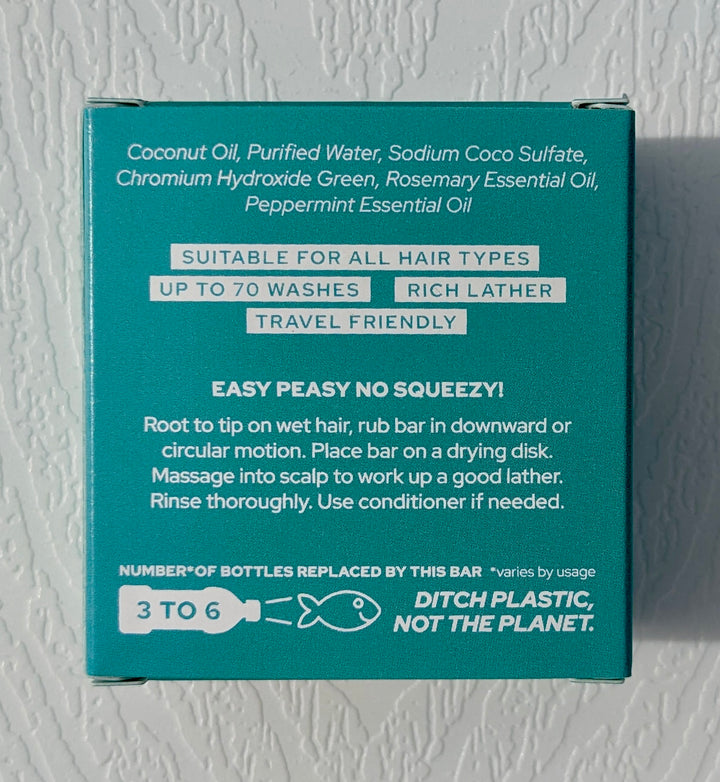 Coconut Oil, Purified Water, Sodium Coco Sulfate,
Chromium Hydroxide Green, Rosemary Essential Oil,
Peppermint Essential Oil
SUITABLE FOR ALL HAIR TYPES
UP TO 70 WASHES RICH LATHER
TRAVEL FRIENDLY
EASY PEASY NO SQUEEZY!
Root to tip on wet hair, rub bar in downward or
circular motion. Place bar on a drying disk.
Massage into scalp to work up a good lather.
Rinse thoroughly. Use conditioner if needed.
NUMBER*OF BOTTLES REPLACED BY THIS BAR *varies by usage
3 TO 6
DITCH PLASTIC,
NOT THE PLANET.